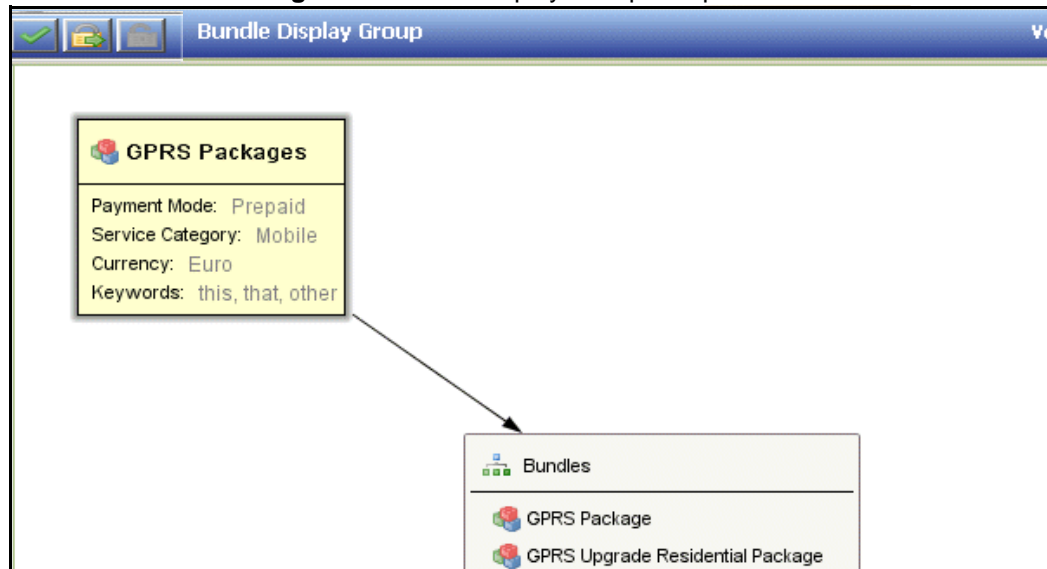 Bundle Display Group
GPRS Packages
Payment Mode: Prepaid
Service Category: Mobile
Currency: Euro
Keywords: this, that, other
Bundles
GPRS Package
GPRS Upgrade Residential Package